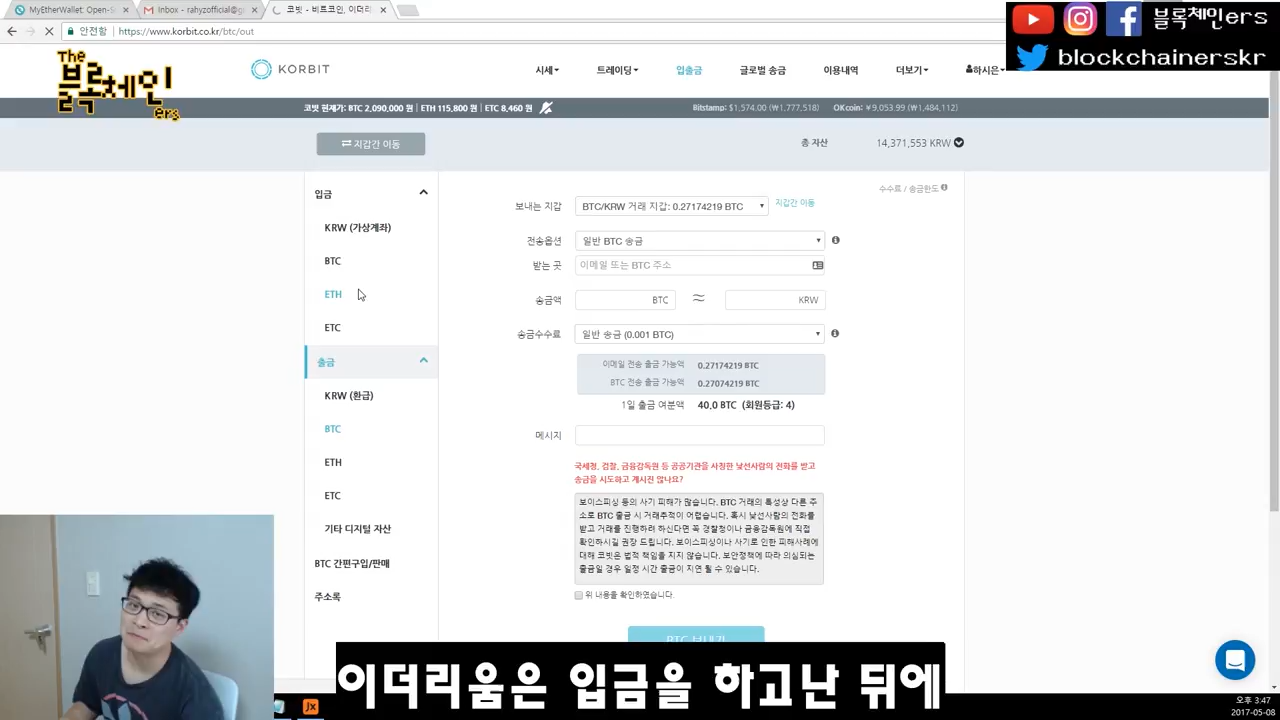 MyEtherWallet: Open-S
Inbox - rahyzofficial@g
코빗 - 비트코인, 이더리
안전함 https://www.korbit.co.kr/btc/out
블록체인ers
blockchainerskr
The
블록체인
ers
KORBIT
시세 트레이딩 입출금 글로벌 송금 이용내역 더보기 하시은
코빗 현재가: BTC 2,090,000 원 | ETH 115,800 원 | ETC 8,460 원
Bitstamp: $1,574.00 (₩1,777,518) OKcoin: ¥9,053.99 (₩1,484,112)
지갑간 이동
총 자산 14,371,553 KRW
수수료 / 송금한도
입금
KRW (가상계좌)
BTC
ETH
ETC
출금
KRW (환급)
BTC
ETH
ETC
기타 디지털 자산
BTC 간편구입/판매
주소록
보내는 지갑 BTC/KRW 거래 지갑: 0.27174219 BTC 지갑간 이동
전송옵션 일반 BTC 송금
받는 곳 이메일 또는 BTC 주소
송금액 BTC ≈ KRW
송금수수료 일반 송금 (0.001 BTC)
이메일 전송 출금 가능액 0.27174219 BTC
BTC 전송 출금 가능액 0.27074219 BTC
1일 출금 여분액 40.0 BTC (회원등급: 4)
메시지
국세청, 검찰, 금융감독원 등 공공기관을 사칭한 낯선사람의 전화를 받고
송금을 시도하고 계시진 않나요?
보이스피싱 등의 사기 피해가 많습니다. BTC 거래의 특성상 다른 주
소로 BTC 출금 시 거래추적이 어렵습니다. 혹시 낯선사람의 전화를
받고 거래를 진행하려 하신다면 꼭 경찰청이나 금융감독원에 직접
확인하시길 권장 드립니다. 보이스피싱이나 사기로 인한 피해사례에
대해 코빗은 법적 책임을 지지 않습니다. 보안정책에 따라 의심되는
출금일 경우 일정 시간 출금이 지연 될 수 있습니다.
위 내용을 확인하였습니다.
BTC 보내기
이더리움은 입금을 하고난 뒤에
Jx
오후 3:47
2017-05-08